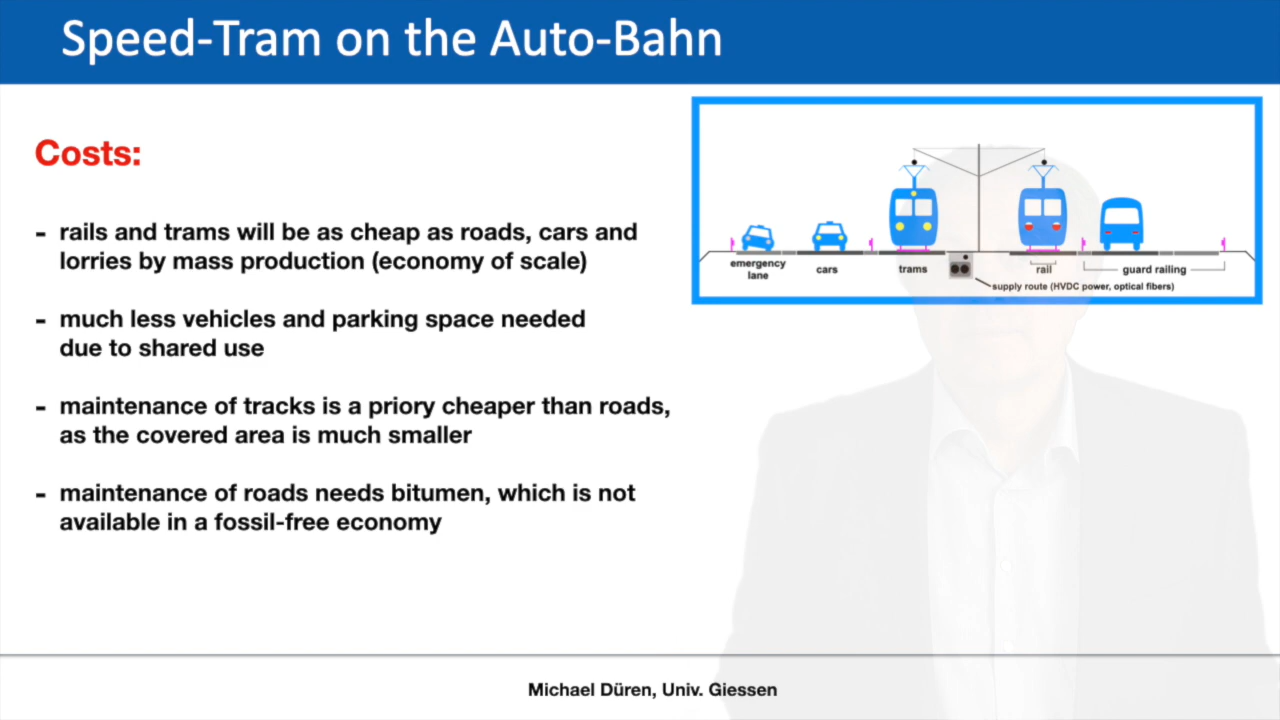 Speed-Tram on the Auto-Bahn
Costs:
- rails and trams will be as cheap as roads, cars and
lorries by mass production (economy of scale)
- much less vehicles and parking space needed
due to shared use
- maintenance of tracks is a priory cheaper than roads,
as the covered area is much smaller
- maintenance of roads needs bitumen, which is not
available in a fossil-free economy
emergency
lane
cars
trams
rail
guard railing
supply route (HVDC power, optical fibers)
Michael Düren, Univ. Giessen